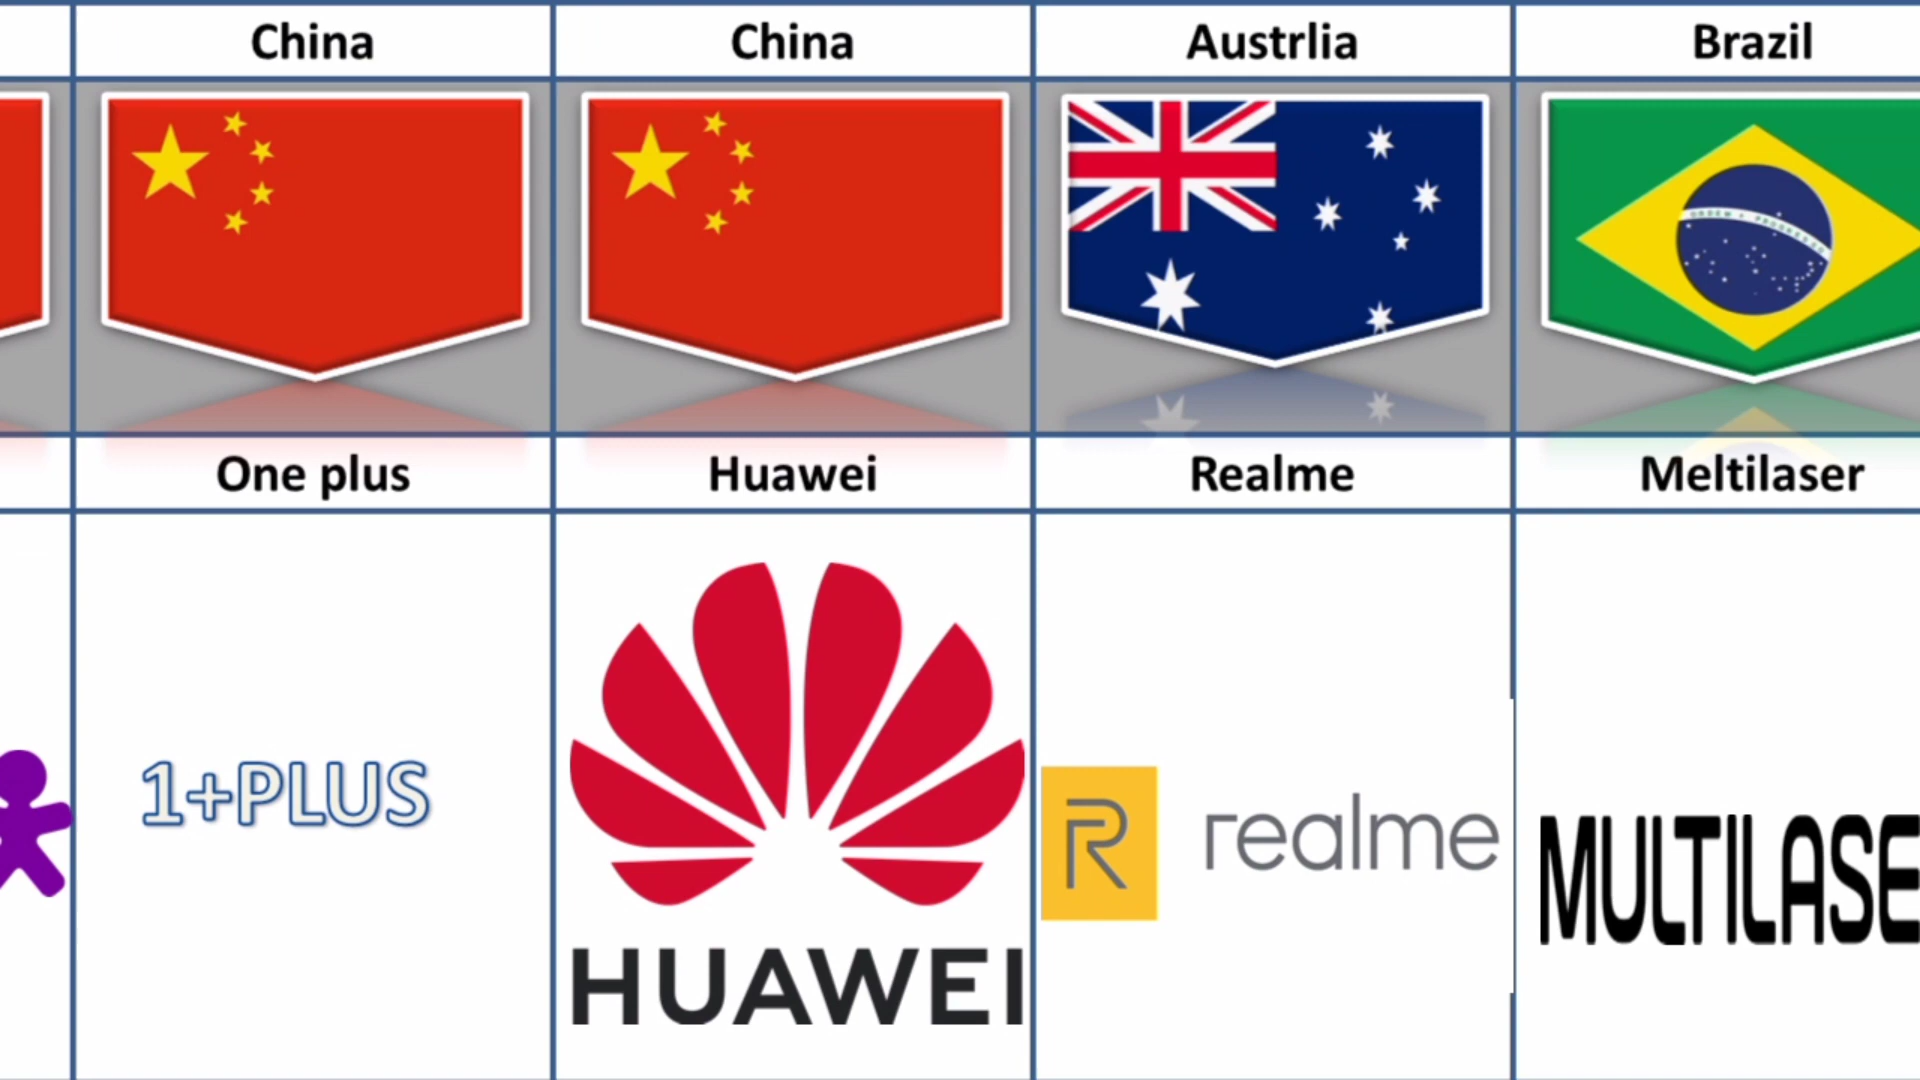 China
China
Austrlia
Brazil
One plus
Huawei
Realme
Meltilaser
1+PLUS
HUAWEI
R realme
MULTILASE